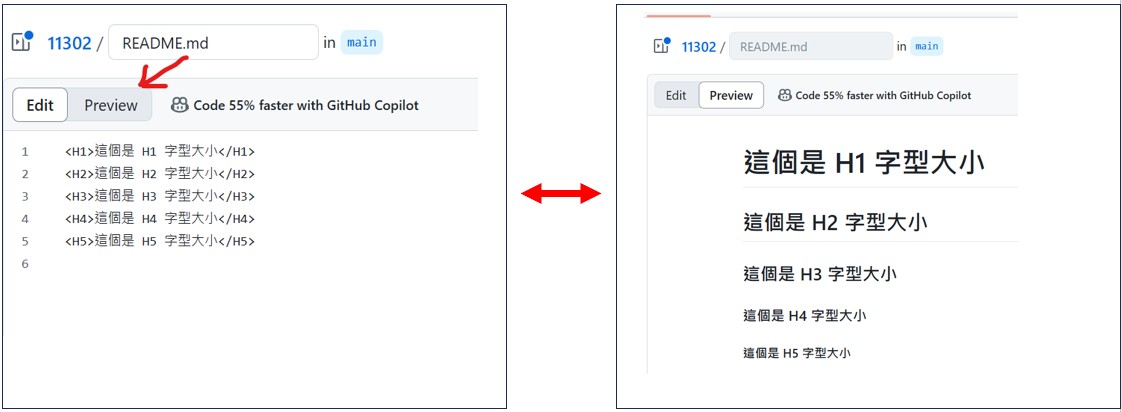 11302 / README.md in main
Edit Preview Code 55% faster with GitHub Copilot
1 <H1>這個是 H1 字型大小</H1>
2 <H2>這個是 H2 字型大小</H2>
3 <H3>這個是 H3 字型大小</H3>
4 <H4>這個是 H4 字型大小</H4>
5 <H5>這個是 H5 字型大小</H5>
6
11302 / README.md in main
Edit Preview Code 55% faster with GitHub Copilot
這個是 H1 字型大小
這個是 H2 字型大小
這個是 H3 字型大小
這個是 H4 字型大小
這個是 H5 字型大小